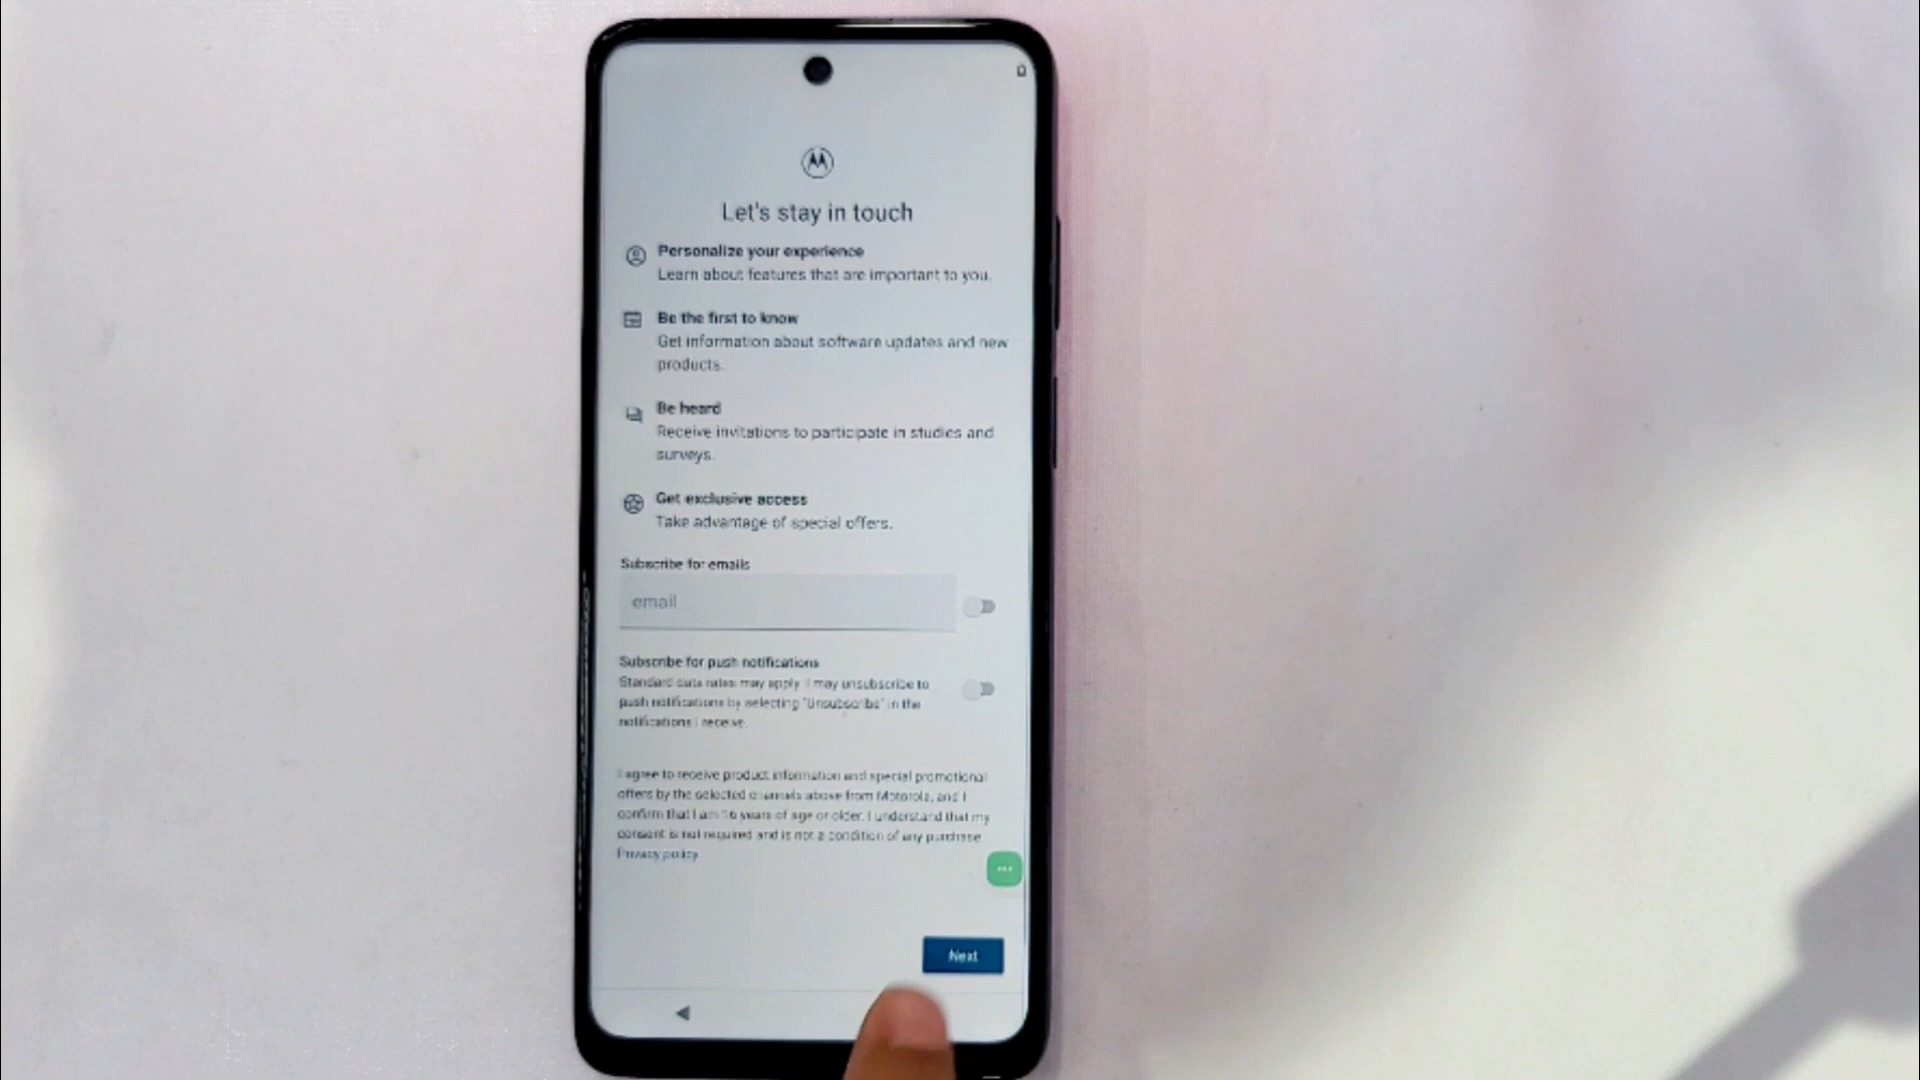 Let's stay in touch
Personalize your experience
Learn about features that are important to you.
Be the first to know
Get information about software updates and new
products.
Be heard
Receive invitations to participate in studies and
surveys.
Get exclusive access
Take advantage of special offers.
Subscribe for emails
email
Subscribe for push notifications
Standard data rates may apply. I may unsubscribe to
push notifications by selecting "Unsubscribe" in the
notifications I receive.
I agree to receive product information and special promotional
offers by the selected channels above from Motorola, and I
confirm that I am 16 years of age or older. I understand that my
consent is not required and is not a condition of any purchase.
Privacy policy
Next